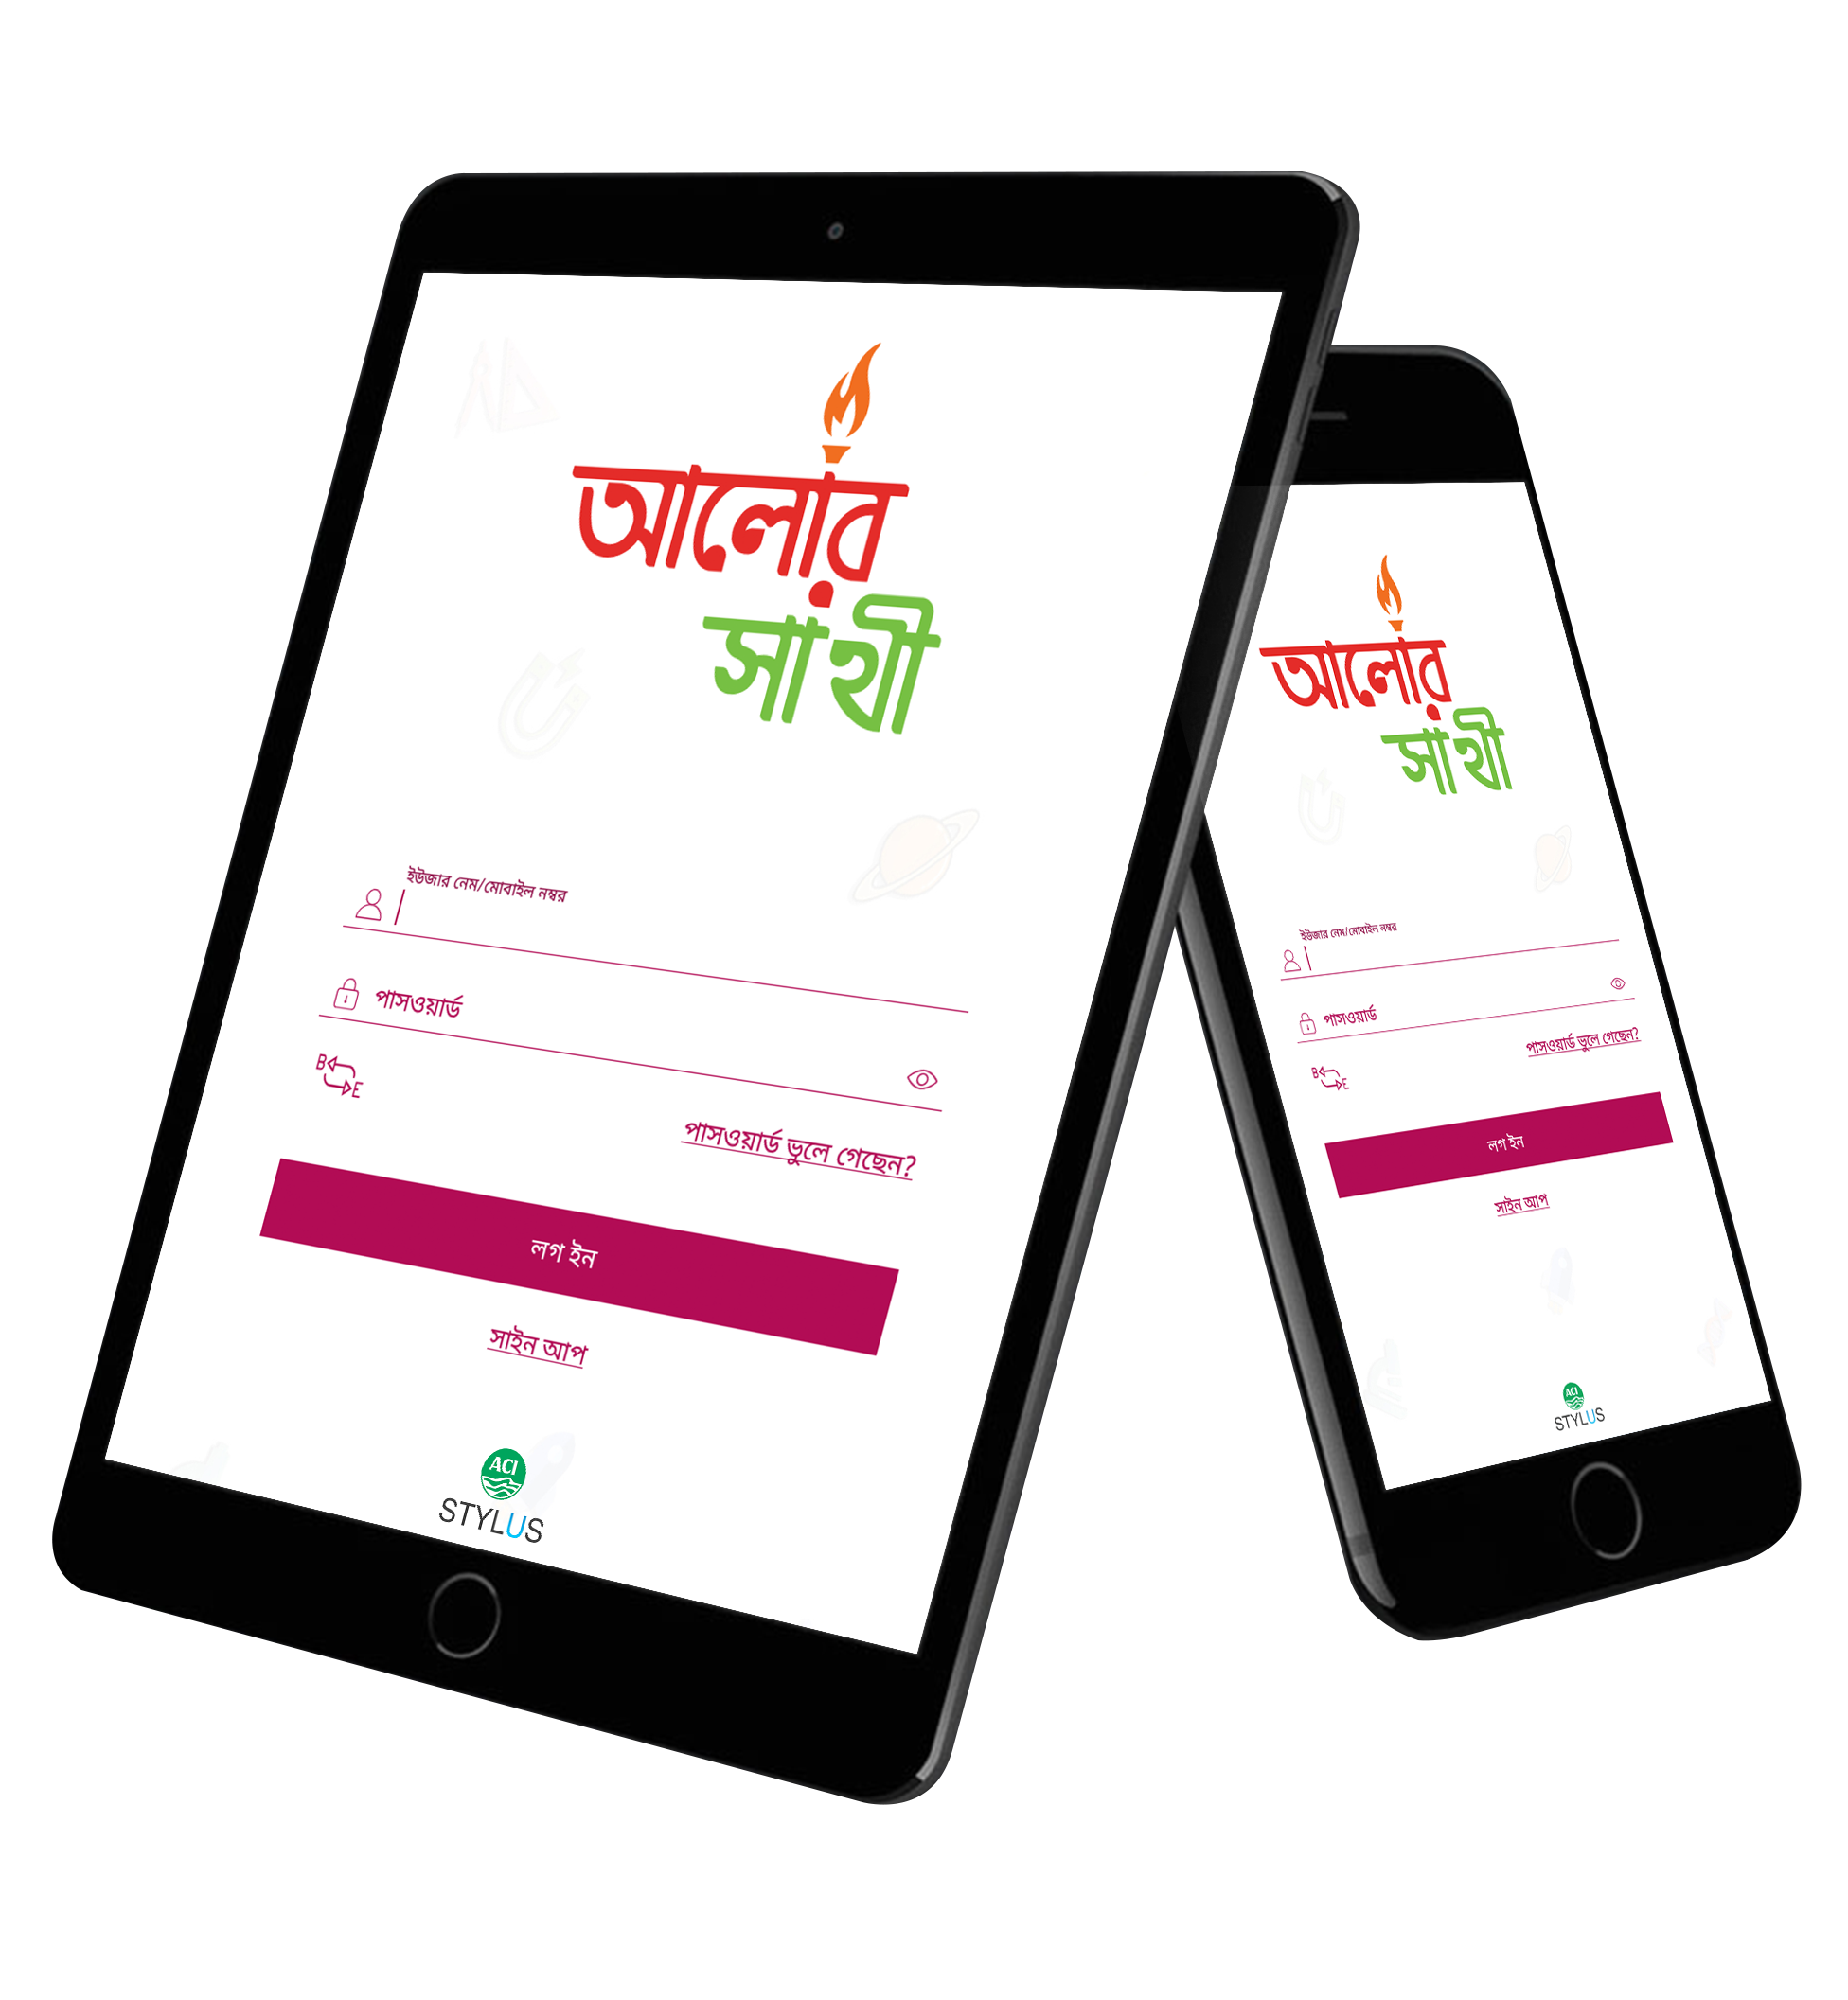 আলোর
সাথী
ইউজার নেম/মোবাইল নম্বর
পাসওয়ার্ড
B E
পাসওয়ার্ড ভুলে গেছেন?
লগ ইন
সাইন আপ
ACI
STYLUS
আলোর
সাথী
ইউজার নেম/মোবাইল নম্বর
পাসওয়ার্ড
পাসওয়ার্ড ভুলে গেছেন?
B E
লগ ইন
সাইন আপ
ACI
STYLUS